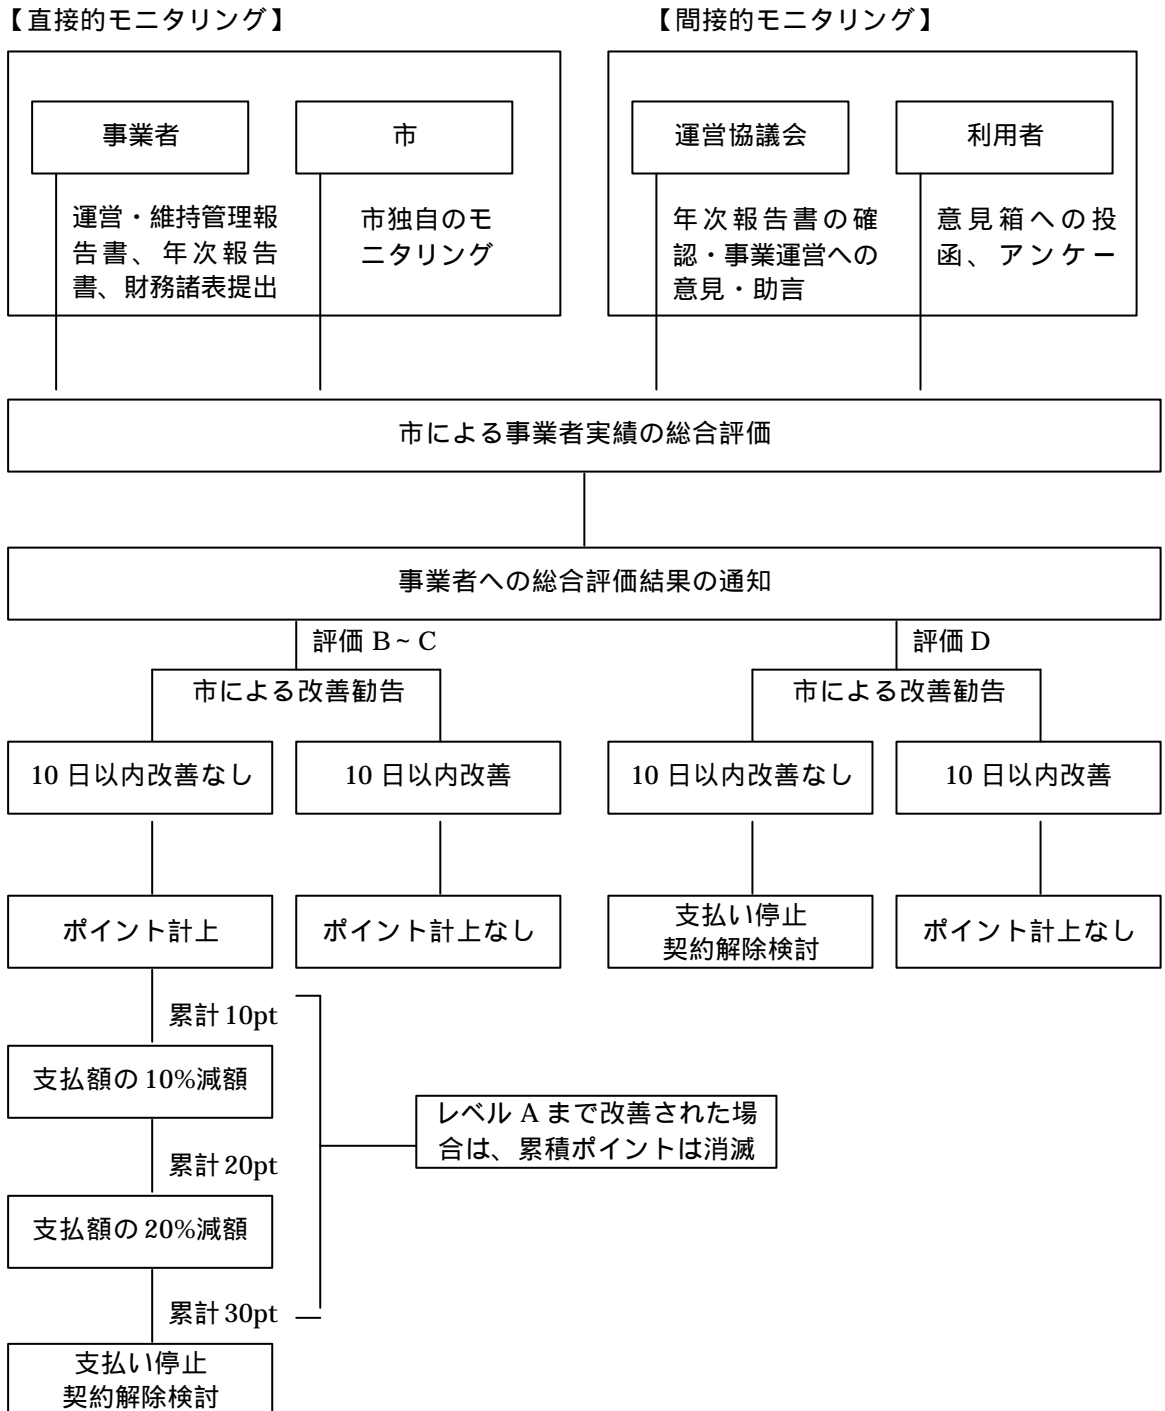 【直接的モニタリング】
【間接的モニタリング】
事業者
市
運営協議会
利用者
運営・維持管理報
告書、年次報告
書、財務諸表提出
市独自のモ
ニタリング
年次報告書の確
認・事業運営への
意見・助言
意見箱への投
函、アンケー
市による事業者実績の総合評価
事業者への総合評価結果の通知
評価 B~C
評価 D
市による改善勧告
市による改善勧告
10 日以内改善なし
10 日以内改善
10 日以内改善なし
10 日以内改善
ポイント計上
ポイント計上なし
支払い停止
契約解除検討
ポイント計上なし
累計 10pt
支払額の 10%減額
レベル A まで改善された場
合は、累積ポイントは消滅
累計 20pt
支払額の 20%減額
累計 30pt
支払い停止
契約解除検討